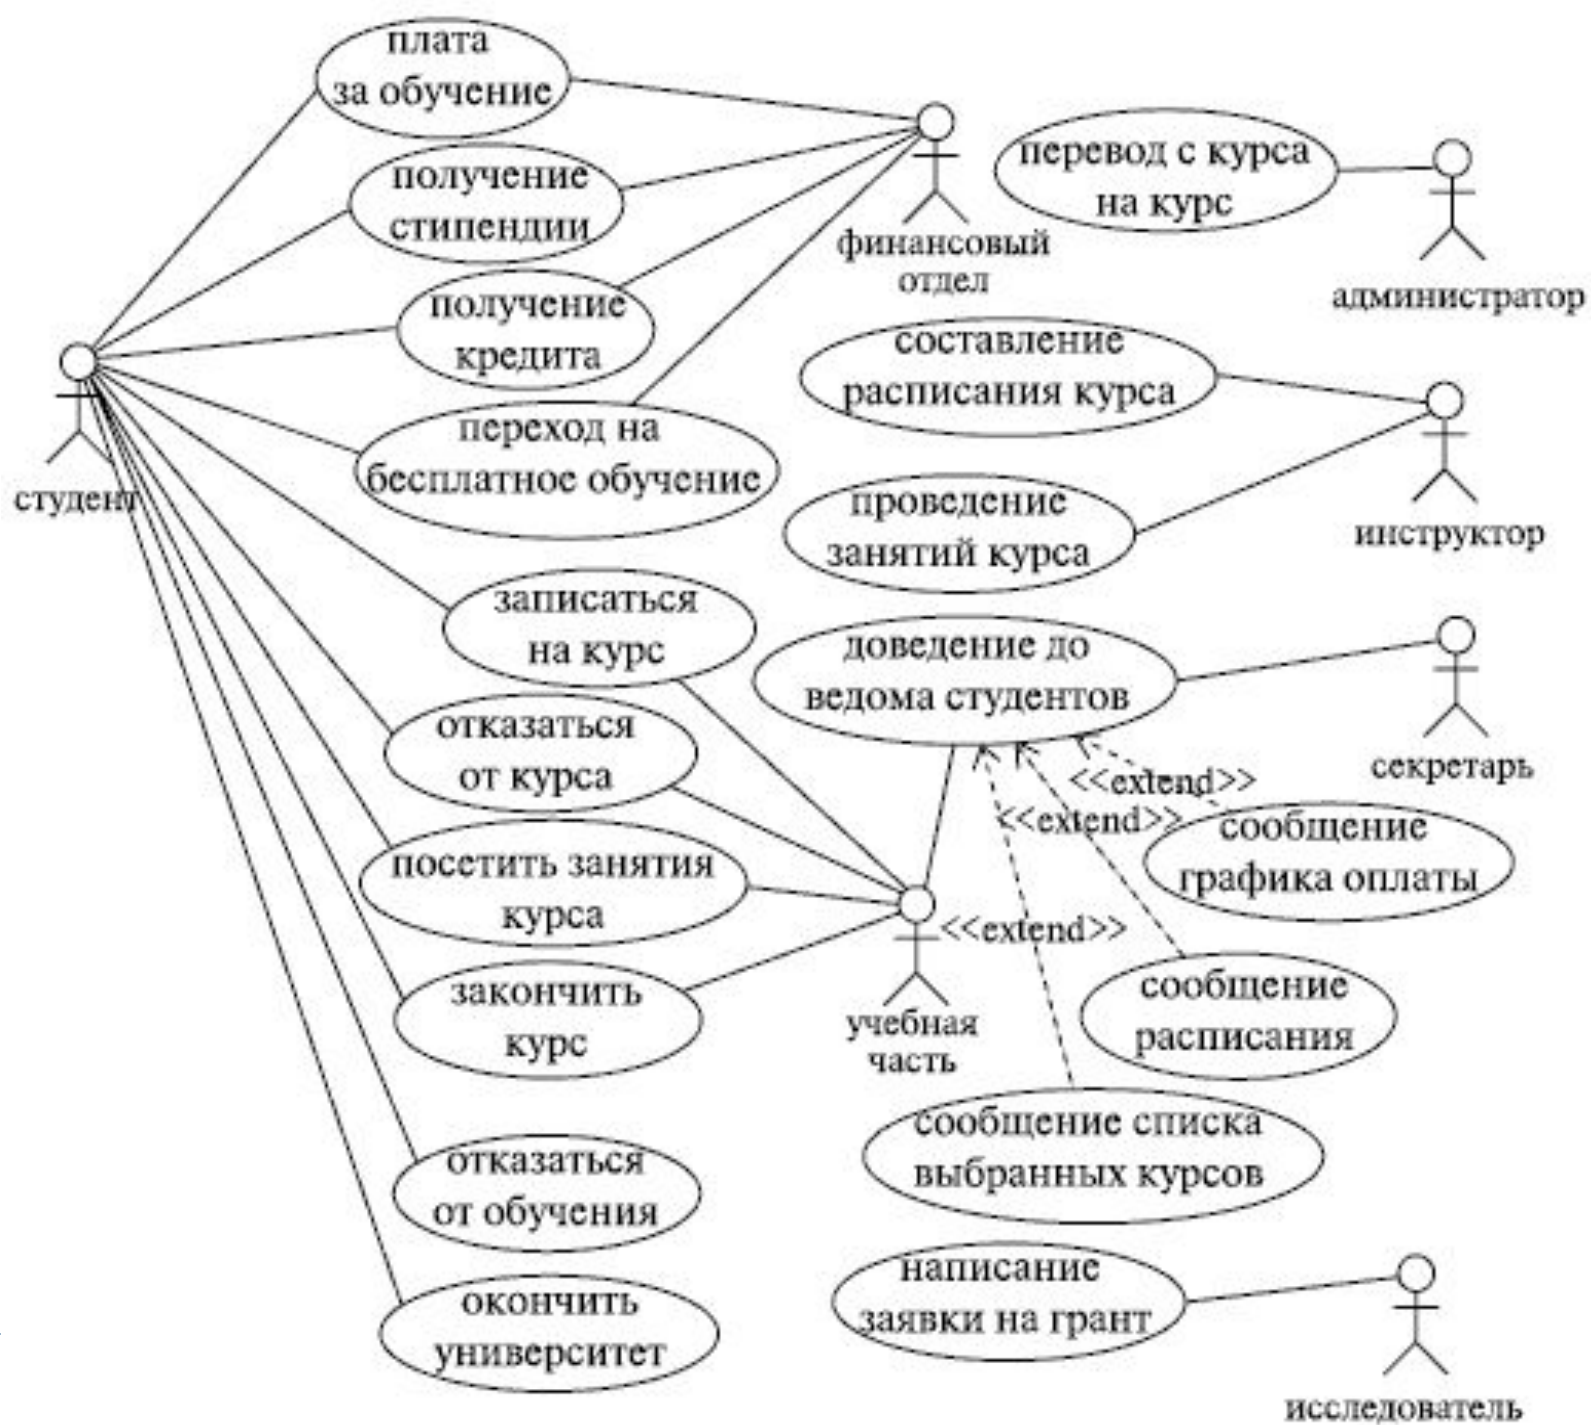 плата
за обучение
получение
стипендии
получение
кредита
переход на
бесплатное обучение
студент
записаться
на курс
отказаться
от курса
посетить занятия
курса
закончить
курс
отказаться
от обучения
окончить
университет
финансовый
отдел
перевод с курса
на курс
администратор
составление
расписания курса
проведение
занятий курса
инструктор
доведение до
ведома студентов
секретарь
<<extend>>
<<extend>>
<<extend>>
сообщение
графика оплаты
сообщение
расписания
учебная
часть
сообщение списка
выбранных курсов
написание
заявки на грант
исследователь